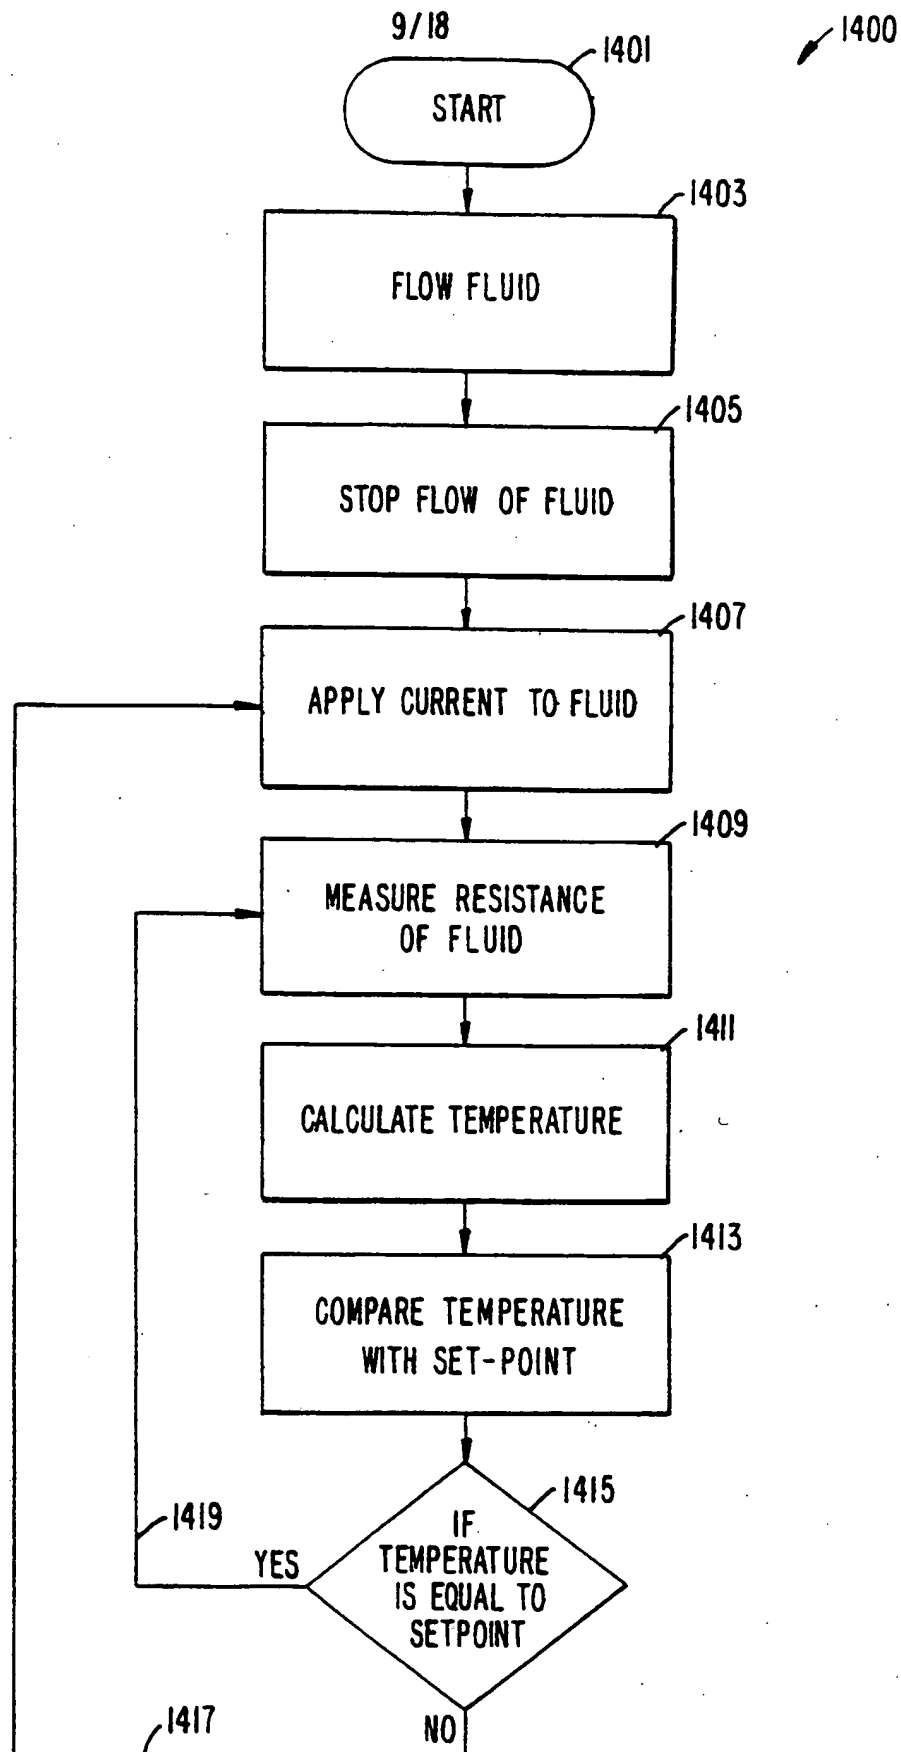 9/18
1400
1401
START
1403
FLOW FLUID
1405
STOP FLOW OF FLUID
1407
APPLY CURRENT TO FLUID
1409
MEASURE RESISTANCE
OF FLUID
1411
CALCULATE TEMPERATURE
1413
COMPARE TEMPERATURE
WITH SET-POINT
1415
IF
TEMPERATURE
IS EQUAL TO
SETPOINT
1419
YES
NO
1417